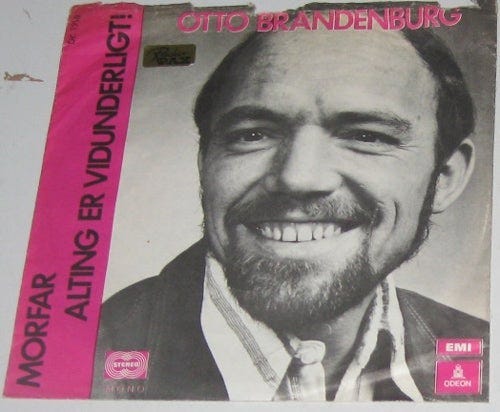 OTTO BRANDENBURG
MORFAR
ALTING ER VIDUNDERLIGT!
STEREO
MONO
EMI
ODEON